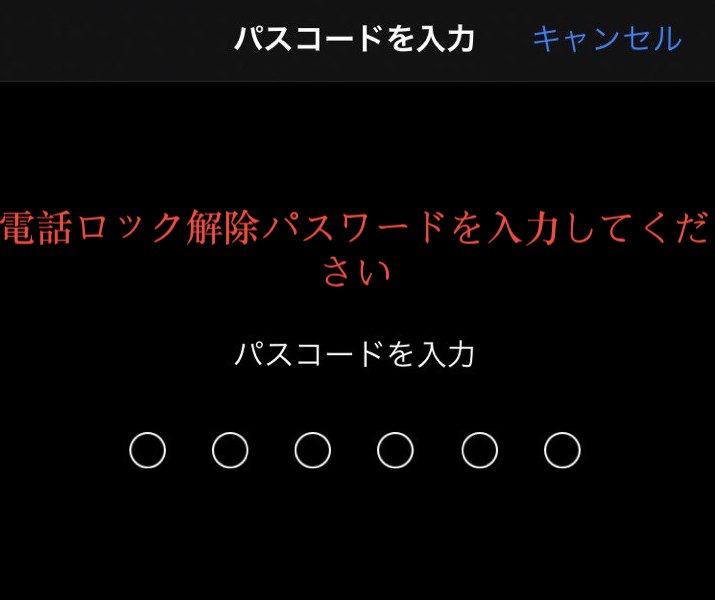 パスコードを入力 キャンセル
電話ロック解除パスワードを入力してくだ
さい
パスコードを入力